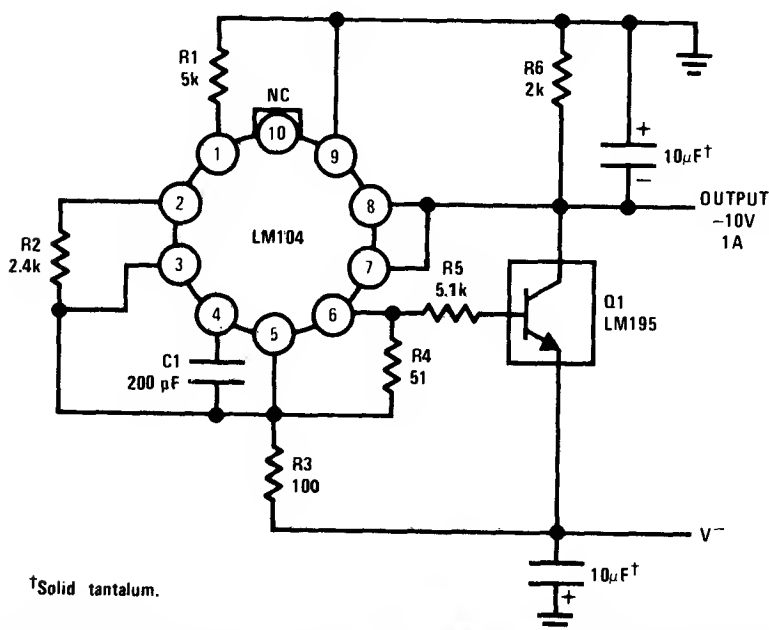 R1
5k
NC
R6
2k
10
1
9
+
10μF†
−
2
8
OUTPUT
~10V
1A
R2
2.4k
LM104
3
7
R5
5.1k
Q1
LM195
4
5
6
C1
200 pF
R4
51
R3
100
V−
†Solid tantalum.
10μF†
+